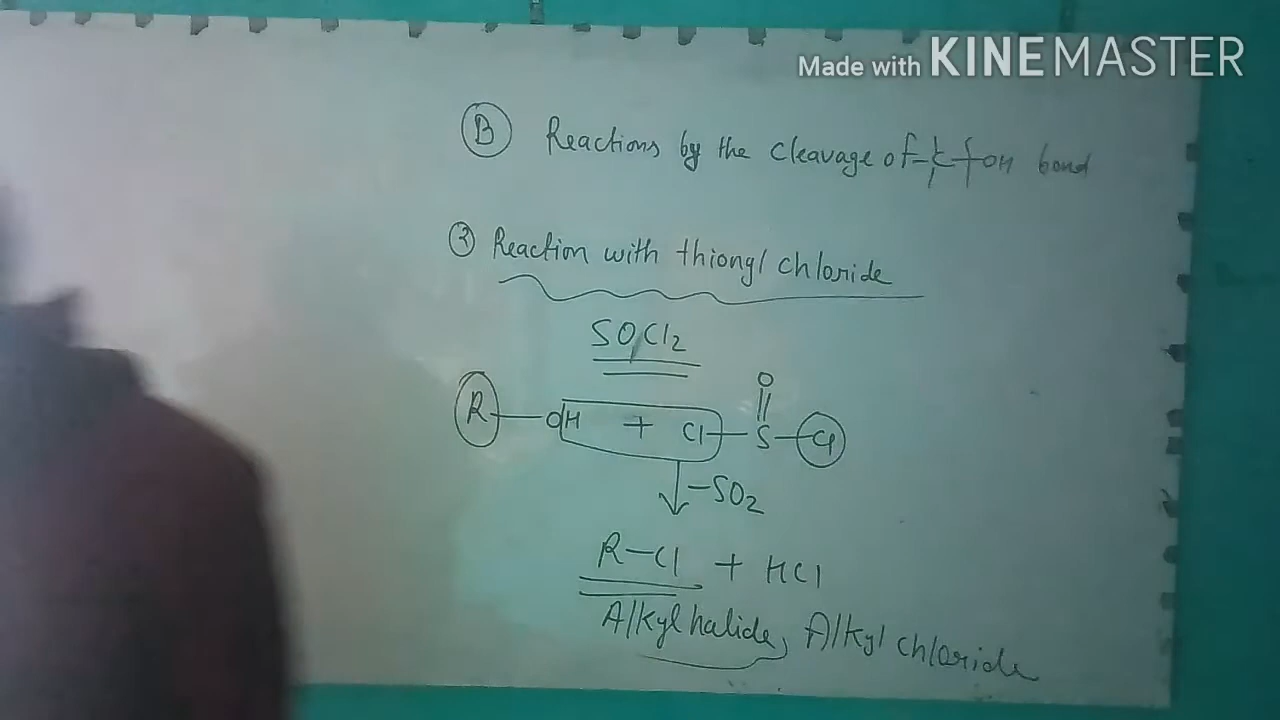 Made with KINEMASTER
B Reactions by the cleavage of -C-OH bond
Reaction with thionyl chloride
SOCl2
O
R-OH + Cl-S-Cl
-SO2
R-Cl + HCl
Alkyl halide, Alkyl chloride